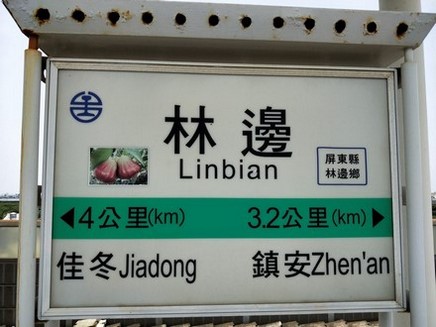 林邊
Linbian
屏東縣
林邊鄉
◀4公里(km)
3.2公里(km)▶
佳冬Jiadong
鎮安Zhen'an